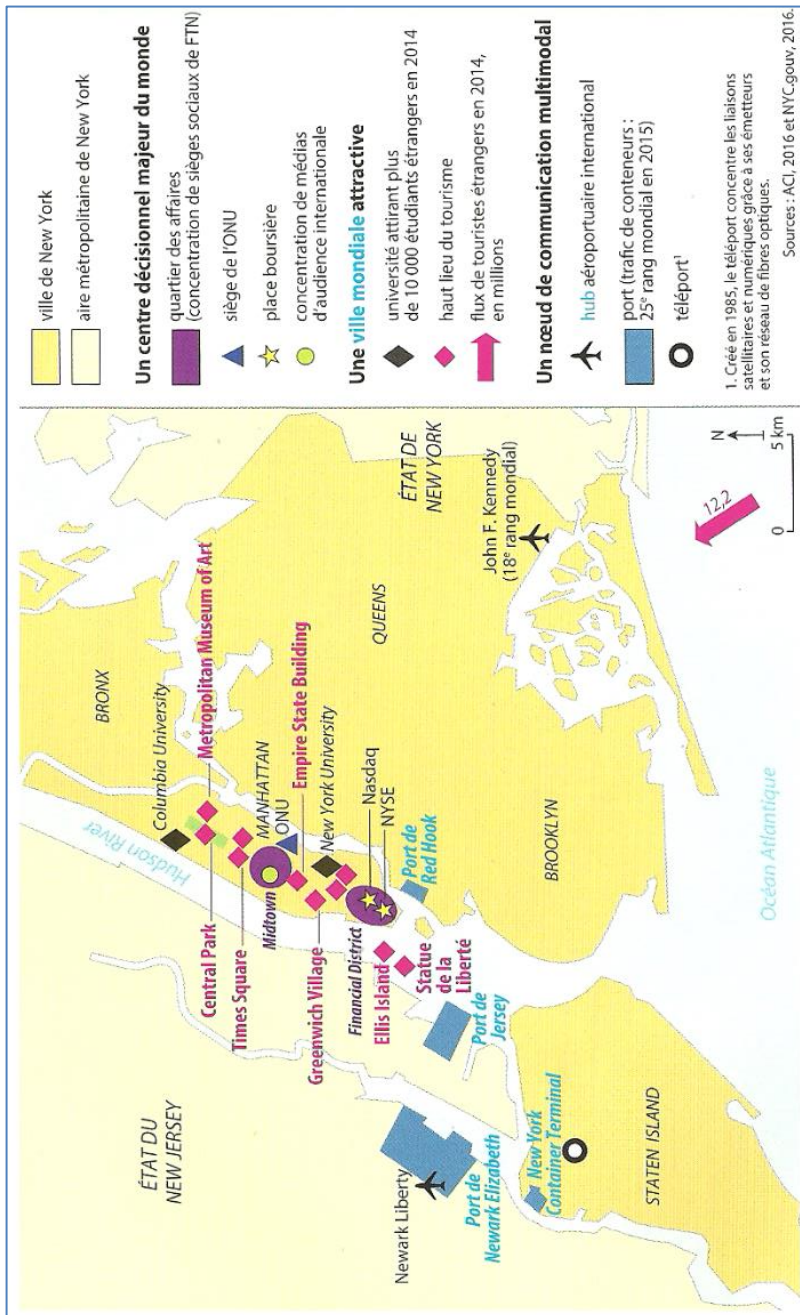 BRONX
Columbia University
Metropolitan Museum of Art
Hudson River
Central Park
Times Square
MANHATTAN
ONU
Midtown
Empire State Building
New York University
Greenwich Village
QUEENS
ÉTAT DE
NEW YORK
ÉTAT DU
NEW JERSEY
Financial District
Nasdaq
NYSE
Ellis Island
Statue
de la
Liberté
Port de
Red Hook
John F. Kennedy
(18e rang mondial)
Port de
Jersey
BROOKLYN
Newark Liberty
Port de
Newark Elizabeth
New York
Container Terminal
STATEN ISLAND
Océan Atlantique
12,2
N
0 5 km
ville de New York
aire métropolitaine de New York
Un centre décisionnel majeur du monde
quartier des affaires
(concentration de sièges sociaux de FTN)
siège de l'ONU
place boursière
concentration de médias
d'audience internationale
Une ville mondiale attractive
université attirant plus
de 10 000 étudiants étrangers en 2014
haut lieu du tourisme
flux de touristes étrangers en 2014,
en millions
Un nœud de communication multimodal
hub aéroportuaire international
port (trafic de conteneurs :
25e rang mondial en 2015)
téléport1
1. Créé en 1985, le téléport concentre les liaisons
satellitaires et numériques grâce à ses émetteurs
et son réseau de fibres optiques.
Sources : ACI, 2016 et NYC.gouv, 2016.